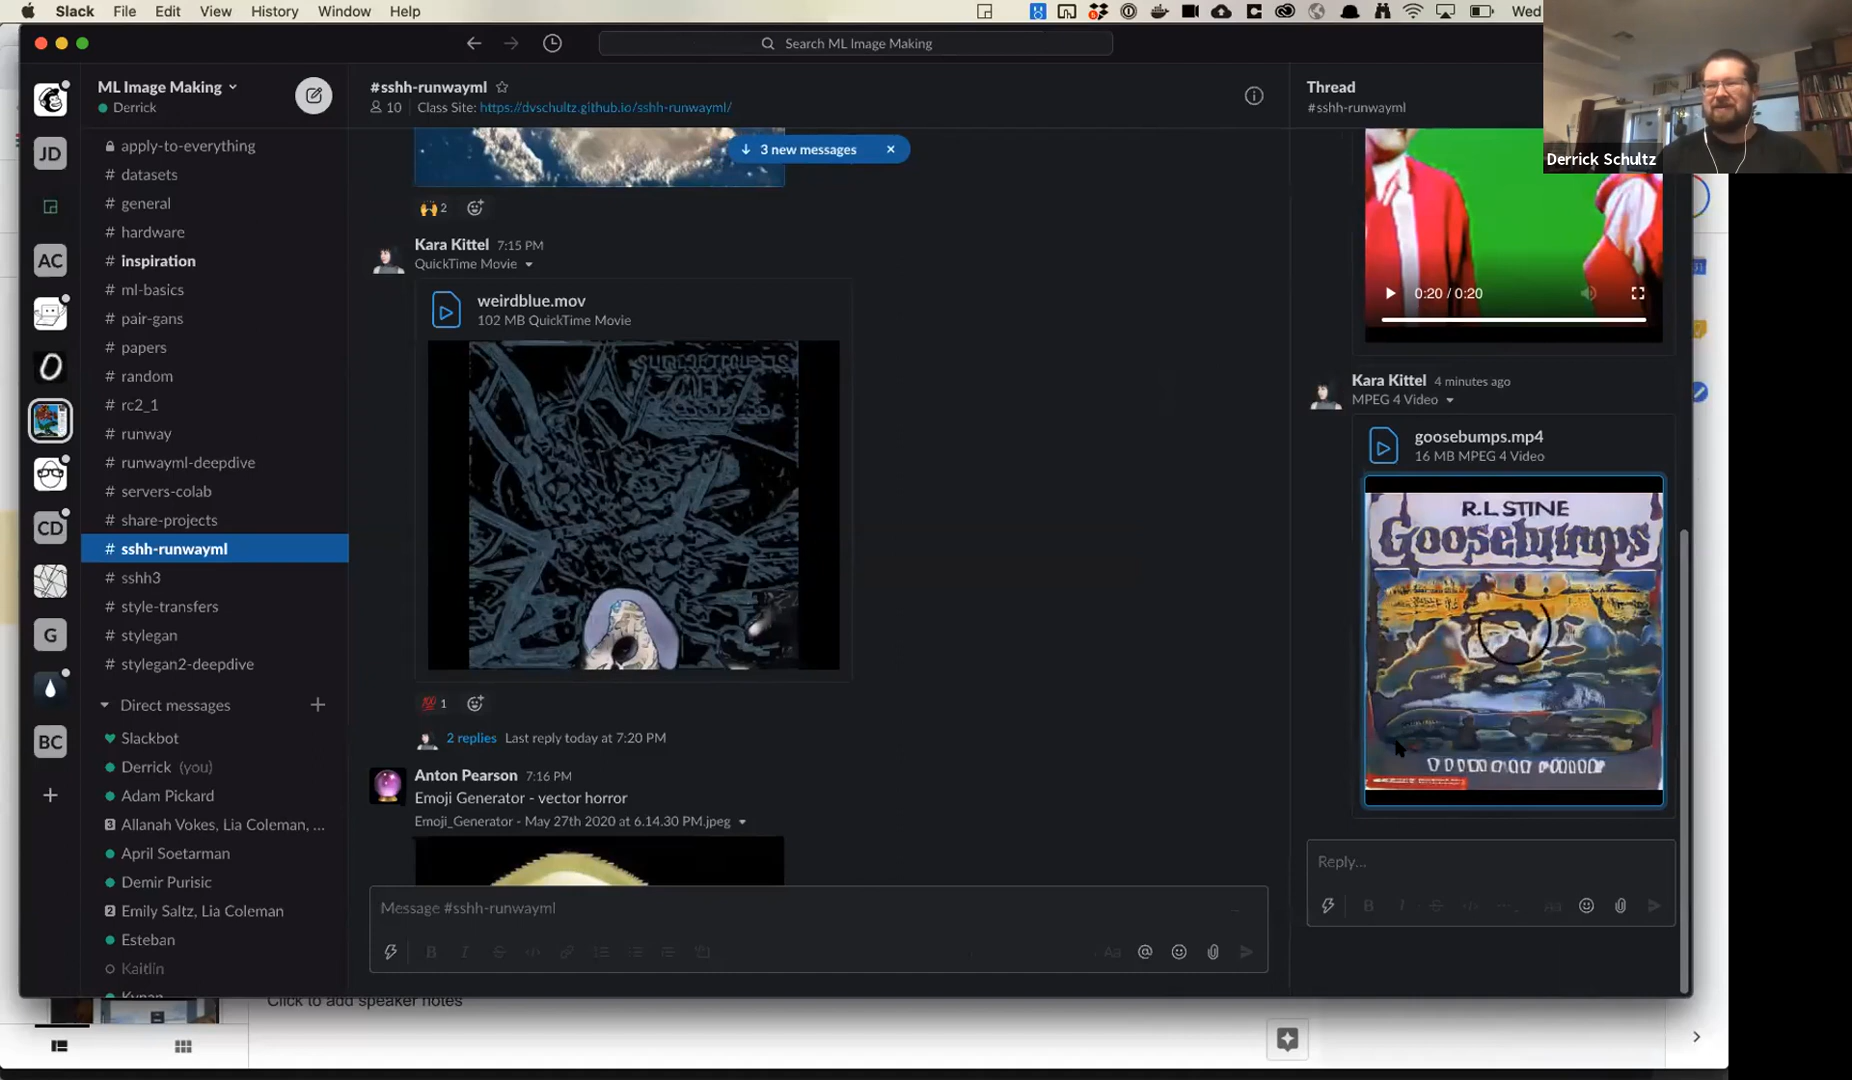 Slack File Edit View History Window Help Wed
Search ML Image Making
Derrick Schultz
ML Image Making
Derrick
JD
AC
CD
G
BC
apply-to-everything
# datasets
# general
# hardware
# inspiration
# ml-basics
# pair-gans
# papers
# random
# rc2_1
# runway
# runwayml-deepdive
# servers-colab
# share-projects
# sshh-runwayml
# sshh3
# style-transfers
# stylegan
# stylegan2-deepdive
Direct messages
Slackbot
Derrick (you)
Adam Pickard
3 Allanah Vokes, Lia Coleman, ...
April Soetarman
Demir Purisic
2 Emily Saltz, Lia Coleman
Esteban
Kaitlin
Kynan
#sshh-runwayml
10 Class Site: https://dvschultz.github.io/sshh-runwayml/
3 new messages
2
Kara Kittel 7:15 PM
QuickTime Movie
weirdblue.mov
102 MB QuickTime Movie
100 1
2 replies Last reply today at 7:20 PM
Anton Pearson 7:16 PM
Emoji Generator - vector horror
Emoji_Generator - May 27th 2020 at 6.14.30 PM.jpeg
Message #sshh-runwayml
B I S Aa @
Thread
#sshh-runwayml
0:20 / 0:20
Kara Kittel 4 minutes ago
MPEG 4 Video
goosebumps.mp4
16 MB MPEG 4 Video
R.L STINE
Goosebumps
Reply...
B I S Aa
Click to add speaker notes